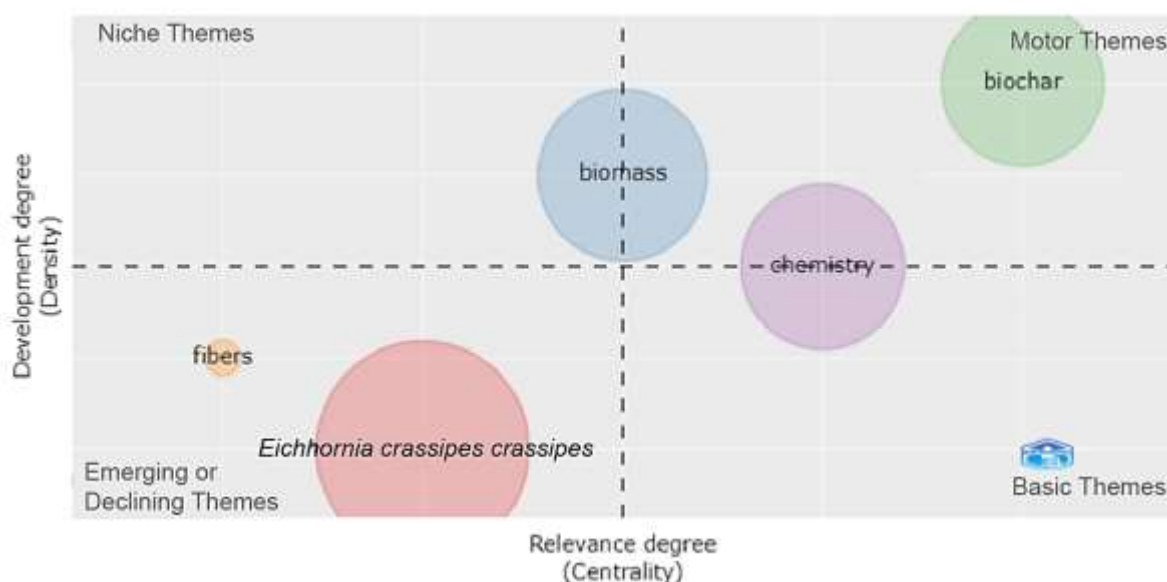 Niche Themes
Motor Themes
biochar
biomass
chemistry
fibers
Eichhornia crassipes crassipes
Emerging or
Declining Themes
Basic Themes
Development degree
(Density)
Relevance degree
(Centrality)